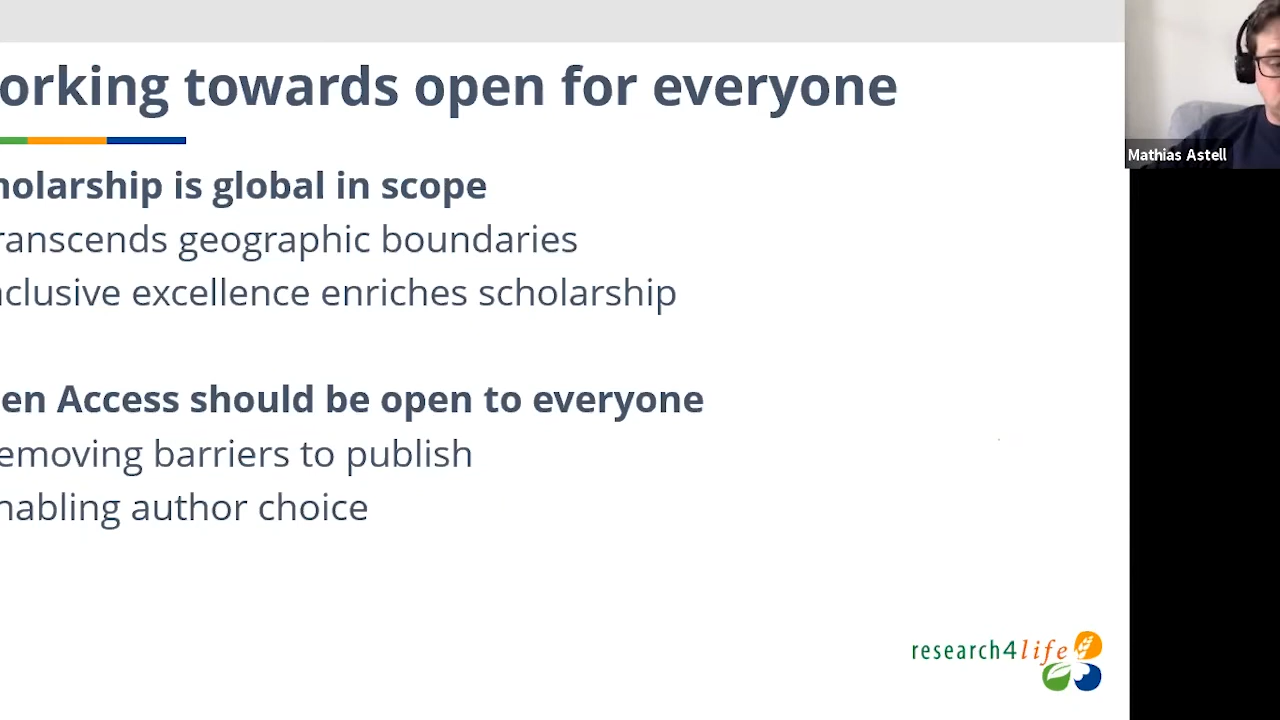 orking towards open for everyone
holarship is global in scope
ranscends geographic boundaries
nclusive excellence enriches scholarship
en Access should be open to everyone
emoving barriers to publish
nabling author choice
research4life
Mathias Astell